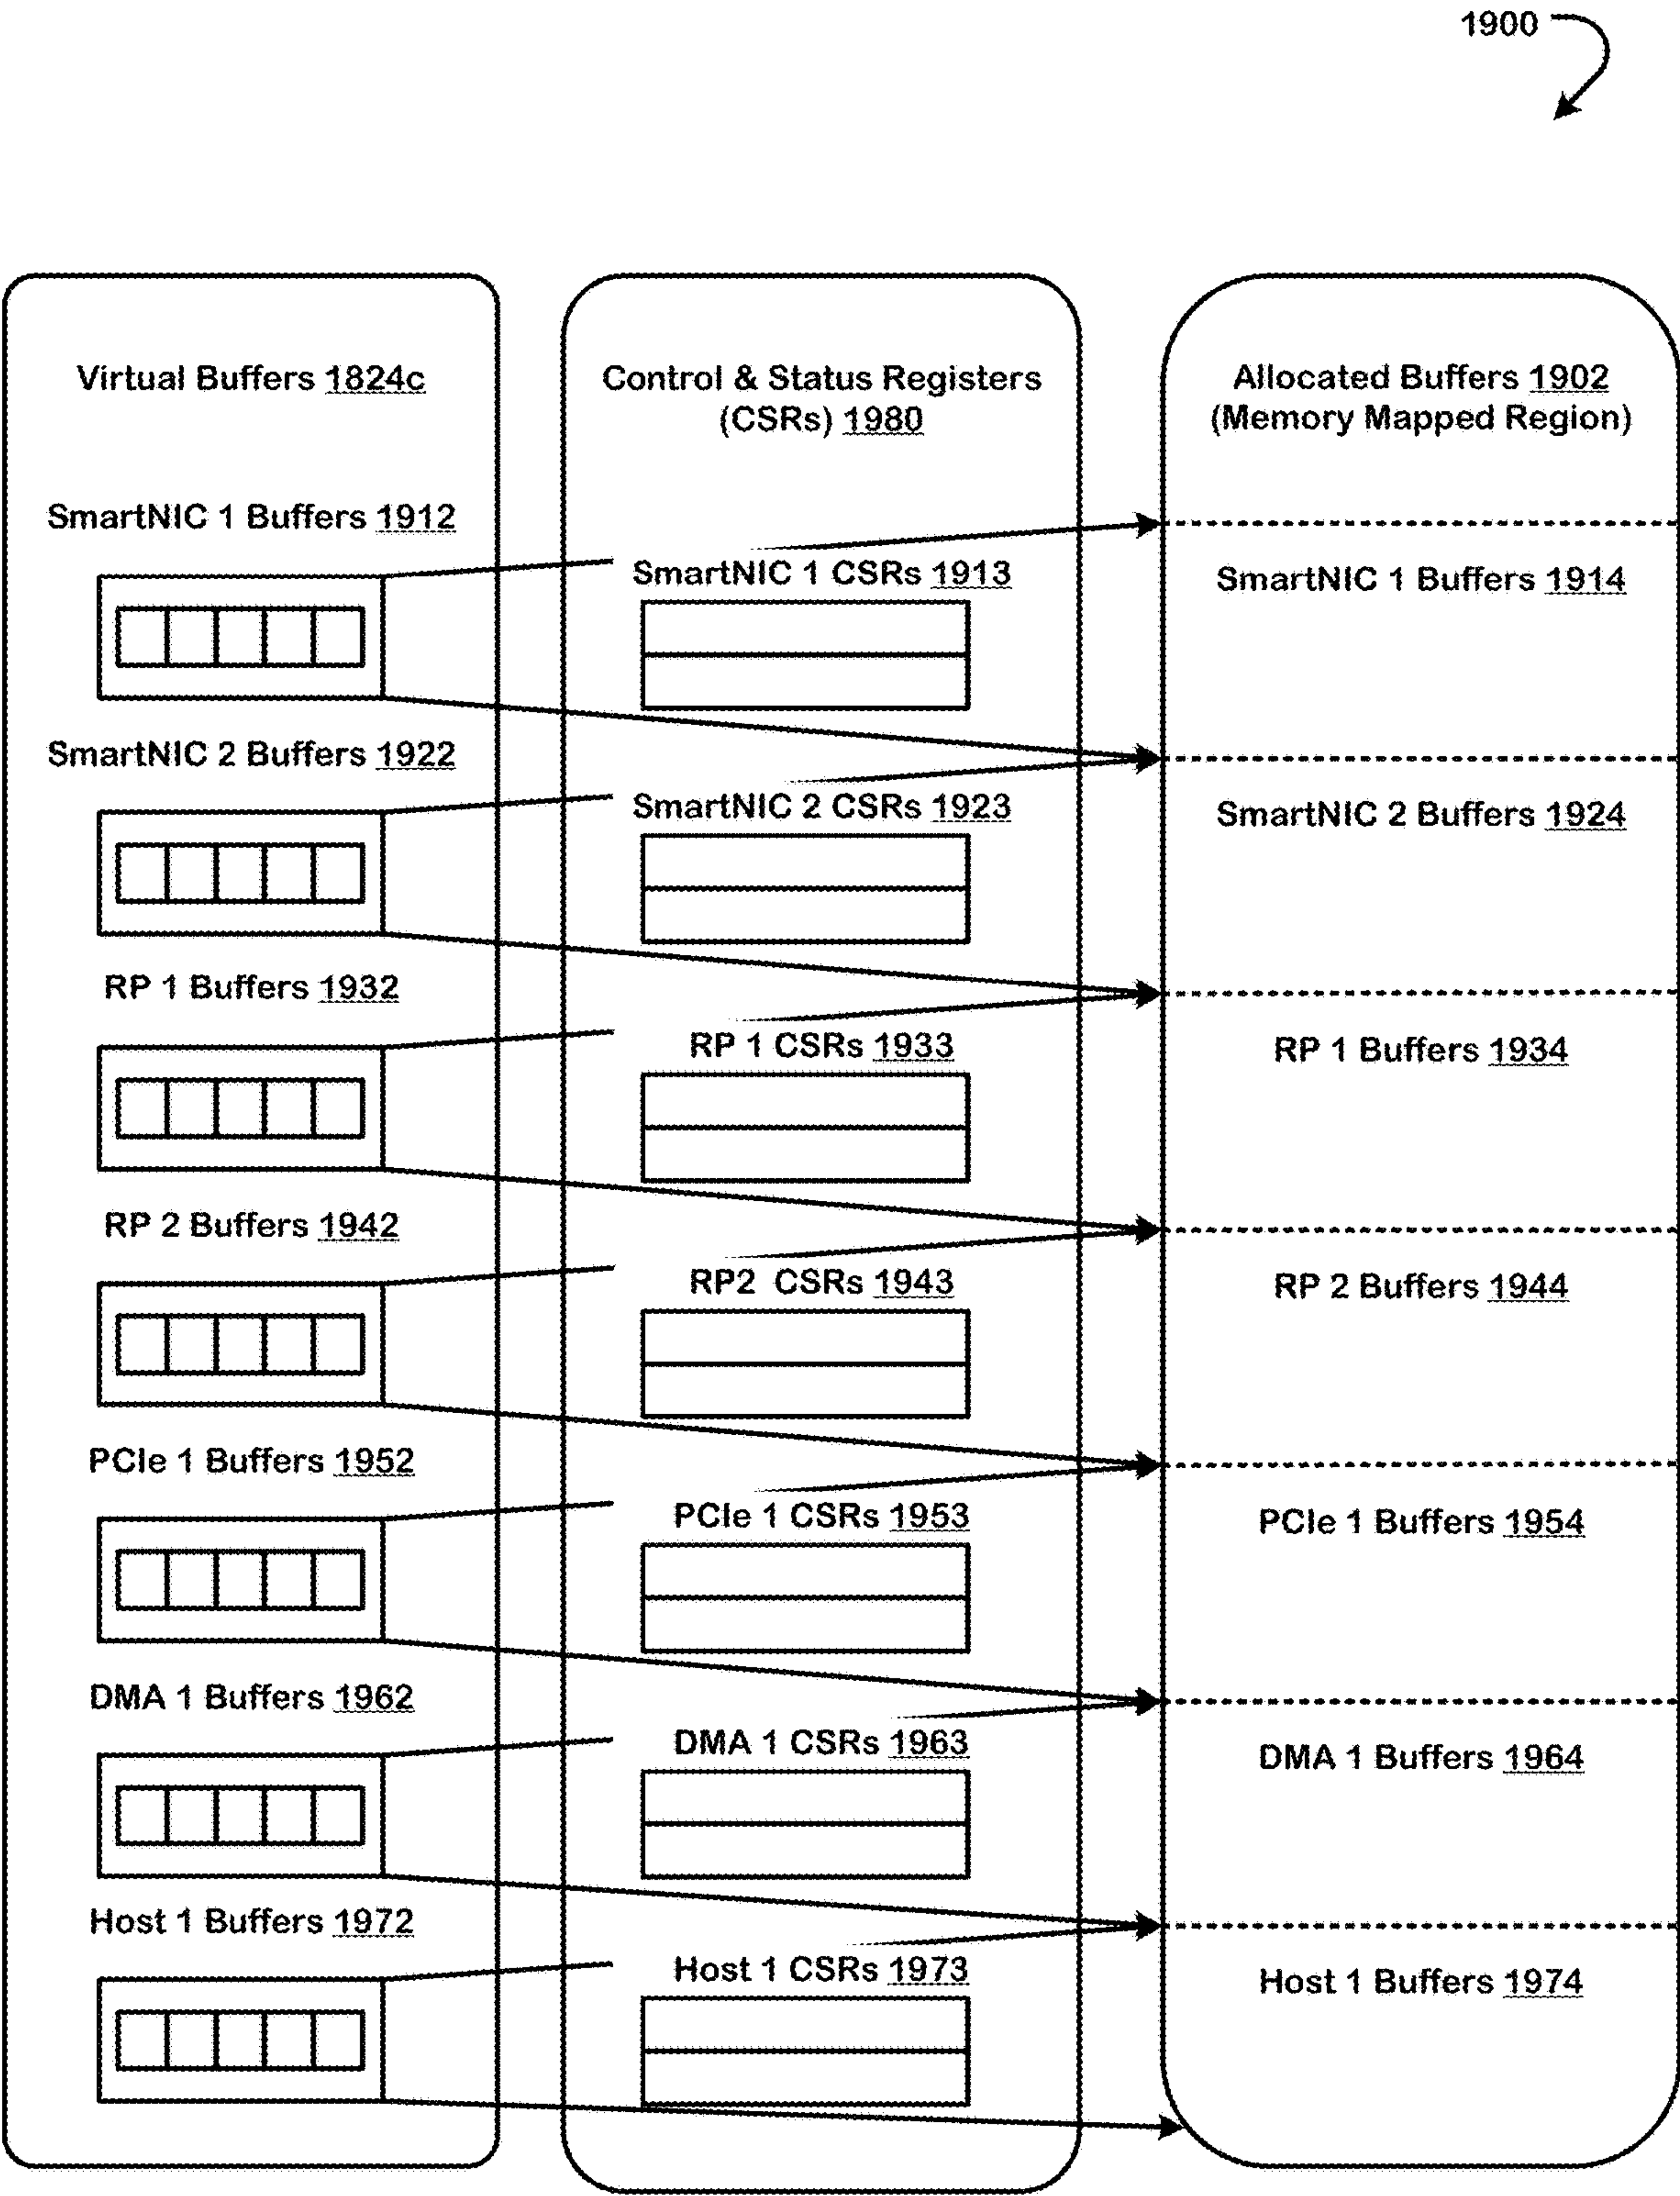 1900
Virtual Buffers 1824c
SmartNIC 1 Buffers 1912
SmartNIC 2 Buffers 1922
RP 1 Buffers 1932
RP 2 Buffers 1942
PCIe 1 Buffers 1952
DMA 1 Buffers 1962
Host 1 Buffers 1972
Control & Status Registers
(CSRs) 1980
SmartNIC 1 CSRs 1913
SmartNIC 2 CSRs 1923
RP 1 CSRs 1933
RP2 CSRs 1943
PCIe 1 CSRs 1953
DMA 1 CSRs 1963
Host 1 CSRs 1973
Allocated Buffers 1902
(Memory Mapped Region)
SmartNIC 1 Buffers 1914
SmartNIC 2 Buffers 1924
RP 1 Buffers 1934
RP 2 Buffers 1944
PCIe 1 Buffers 1954
DMA 1 Buffers 1964
Host 1 Buffers 1974